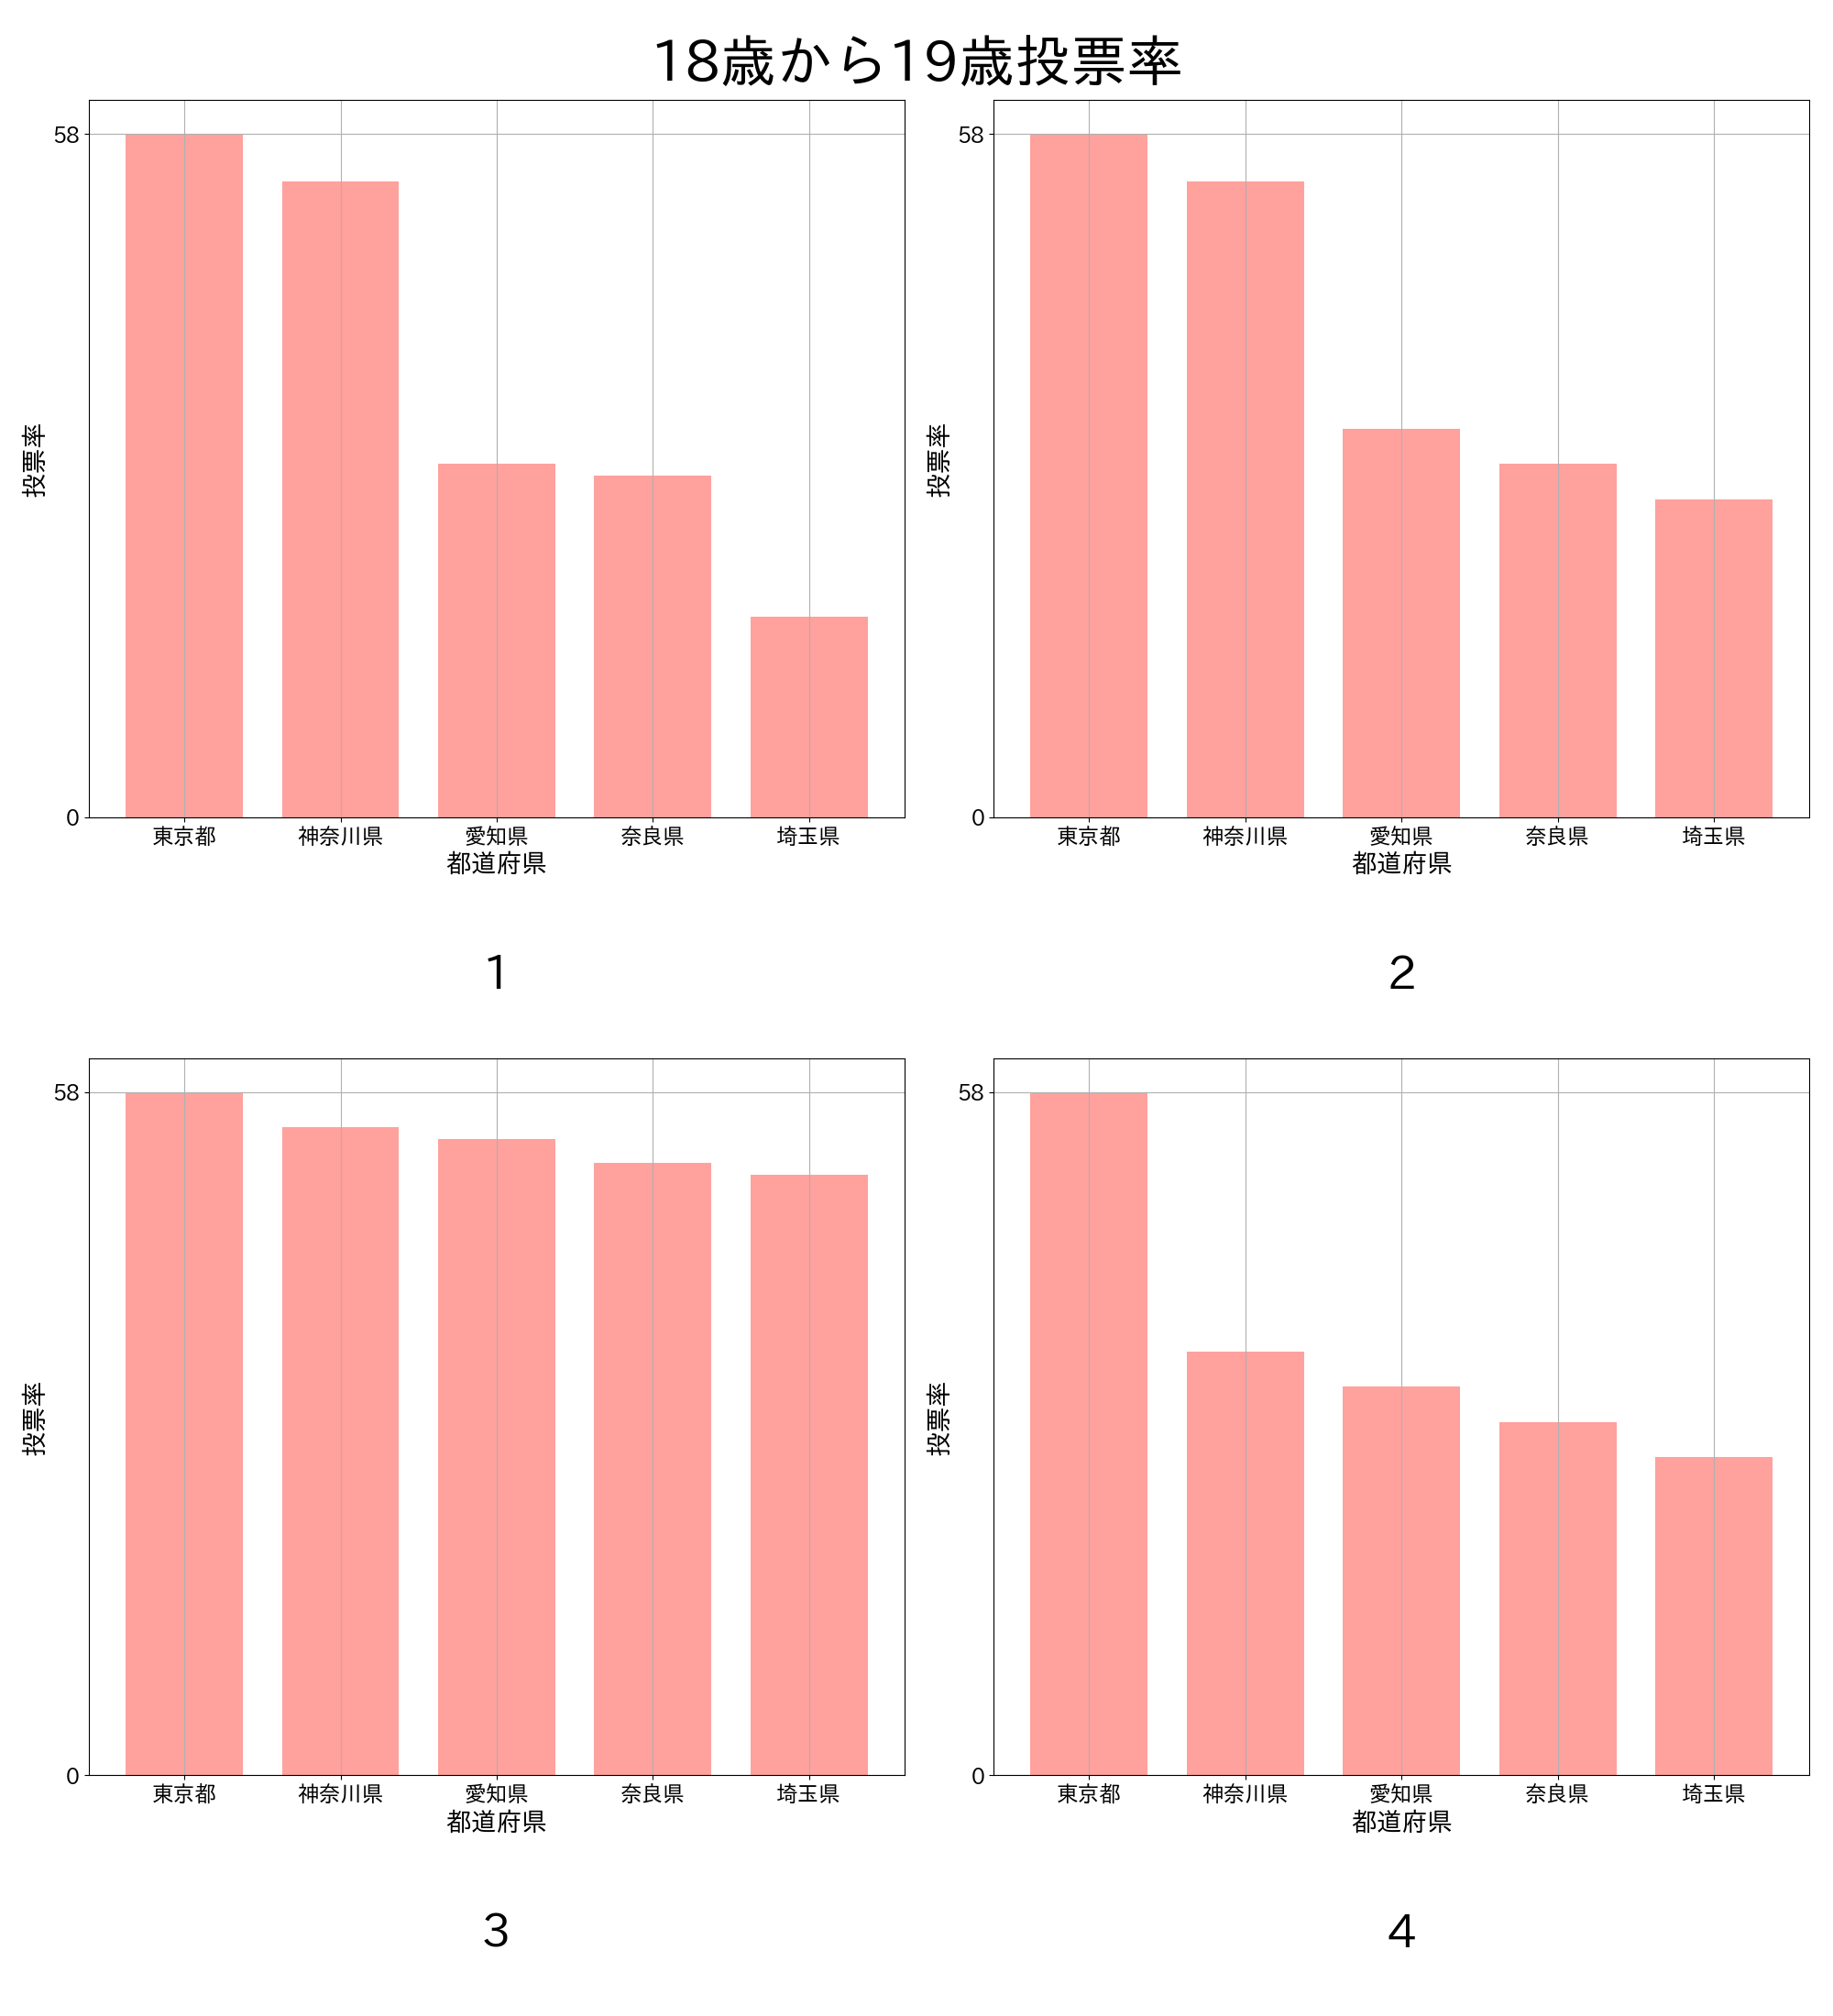 18歳から19歳投票率
58
0
投票率
東京都 神奈川県 愛知県 奈良県 埼玉県
都道府県
1
58
0
投票率
東京都 神奈川県 愛知県 奈良県 埼玉県
都道府県
2
58
0
投票率
東京都 神奈川県 愛知県 奈良県 埼玉県
都道府県
3
58
0
投票率
東京都 神奈川県 愛知県 奈良県 埼玉県
都道府県
4